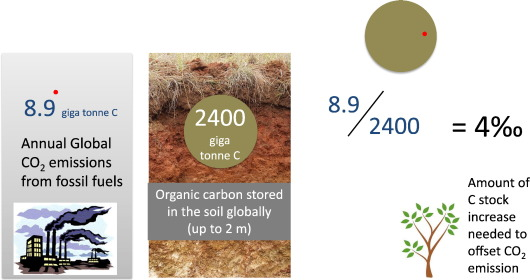 8.9 giga tonne C
Annual Global
CO₂ emissions
from fossil fuels
2400
giga
tonne C
Organic carbon stored
in the soil globally
(up to 2 m)
8.9/2400 = 4‰
Amount of
C stock
increase
needed to
offset CO₂
emission